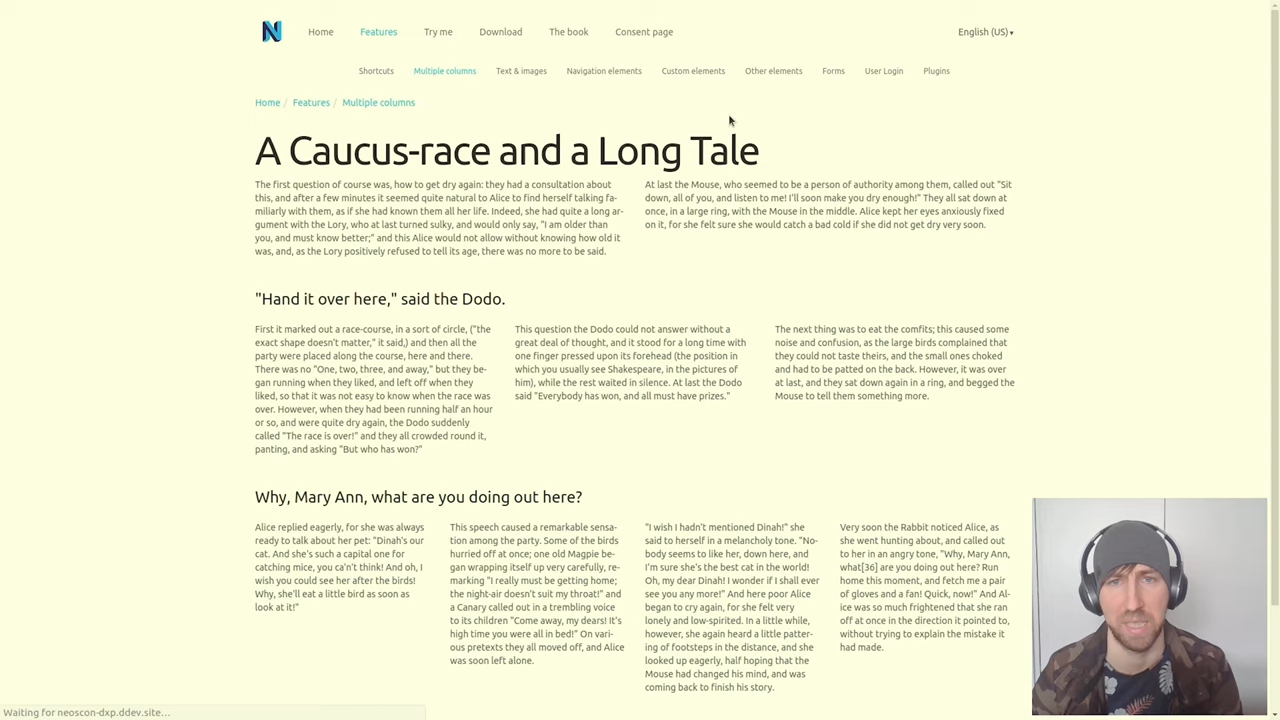 N
Home
Features
Try me
Download
The book
Consent page
English (US) ▾
Shortcuts
Multiple columns
Text & images
Navigation elements
Custom elements
Other elements
Forms
User Login
Plugins
Home / Features / Multiple columns
A Caucus-race and a Long Tale
The first question of course was, how to get dry again: they had a consultation about
this, and after a few minutes it seemed quite natural to Alice to find herself talking fa-
miliarly with them, as if she had known them all her life. Indeed, she had quite a long ar-
gument with the Lory, who at last turned sulky, and would only say, "I am older than
you, and must know better;" and this Alice would not allow without knowing how old it
was, and, as the Lory positively refused to tell its age, there was no more to be said.
At last the Mouse, who seemed to be a person of authority among them, called out "Sit
down, all of you, and listen to me! I'll soon make you dry enough!" They all sat down at
once, in a large ring, with the Mouse in the middle. Alice kept her eyes anxiously fixed
on it, for she felt sure she would catch a bad cold if she did not get dry very soon.
"Hand it over here," said the Dodo.
First it marked out a race-course, in a sort of circle, ("the
exact shape doesn't matter," it said,) and then all the
party were placed along the course, here and there.
There was no "One, two, three, and away," but they be-
gan running when they liked, and left off when they
liked, so that it was not easy to know when the race was
over. However, when they had been running half an hour
or so, and were quite dry again, the Dodo suddenly
called "The race is over!" and they all crowded round it,
panting, and asking "But who has won?"
This question the Dodo could not answer without a
great deal of thought, and it stood for a long time with
one finger pressed upon its forehead (the position in
which you usually see Shakespeare, in the pictures of
him), while the rest waited in silence. At last the Dodo
said "Everybody has won, and all must have prizes."
The next thing was to eat the comfits; this caused some
noise and confusion, as the large birds complained that
they could not taste theirs, and the small ones choked
and had to be patted on the back. However, it was over
at last, and they sat down again in a ring, and begged the
Mouse to tell them something more.
Why, Mary Ann, what are you doing out here?
Alice replied eagerly, for she was always
ready to talk about her pet: "Dinah's our
cat. And she's such a capital one for
catching mice, you ca'n't think! And oh, I
wish you could see her after the birds!
Why, she'll eat a little bird as soon as
look at it!"
This speech caused a remarkable sensa-
tion among the party. Some of the birds
hurried off at once; one old Magpie be-
gan wrapping itself up very carefully, re-
marking "I really must be getting home;
the night-air doesn't suit my throat!" and
a Canary called out in a trembling voice
to its children "Come away, my dears! It's
high time you were all in bed!" On vari-
ous pretexts they all moved off, and Alice
was soon left alone.
"I wish I hadn't mentioned Dinah!" she
said to herself in a melancholy tone. "No-
body seems to like her, down here, and
I'm sure she's the best cat in the world!
Oh, my dear Dinah! I wonder if I shall ever
see you any more!" And here poor Alice
began to cry again, for she felt very
lonely and low-spirited. In a little while,
however, she again heard a little patter-
ing of footsteps in the distance, and she
looked up eagerly, half hoping that the
Mouse had changed his mind, and was
coming back to finish his story.
Very soon the Rabbit noticed Alice, as
she went hunting about, and called out
to her in an angry tone, "Why, Mary Ann,
what[36] are you doing out here? Run
home this moment, and fetch me a pair
of gloves and a fan! Quick, now!" And Al-
ice was so much frightened that she ran
off at once in the direction it pointed to,
without trying to explain the mistake it
had made.
Waiting for neoscon-dxp.ddev.site...